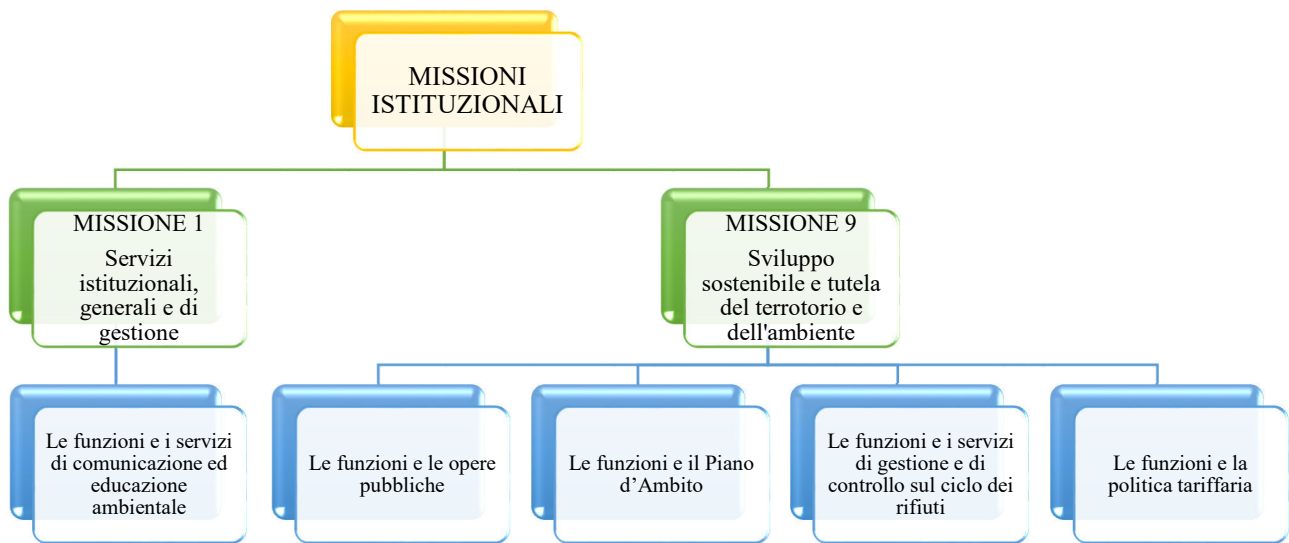 MISSIONI
ISTITUZIONALI
MISSIONE 1
Servizi
istituzionali,
generali e di
gestione
MISSIONE 9
Sviluppo
sostenibile e tutela
del terrotorio e
dell'ambiente
Le funzioni e i servizi
di comunicazione ed
educazione
ambientale
Le funzioni e le opere
pubbliche
Le funzioni e il Piano
d’Ambito
Le funzioni e i servizi
di gestione e di
controllo sul ciclo dei
rifiuti
Le funzioni e la
politica tariffaria